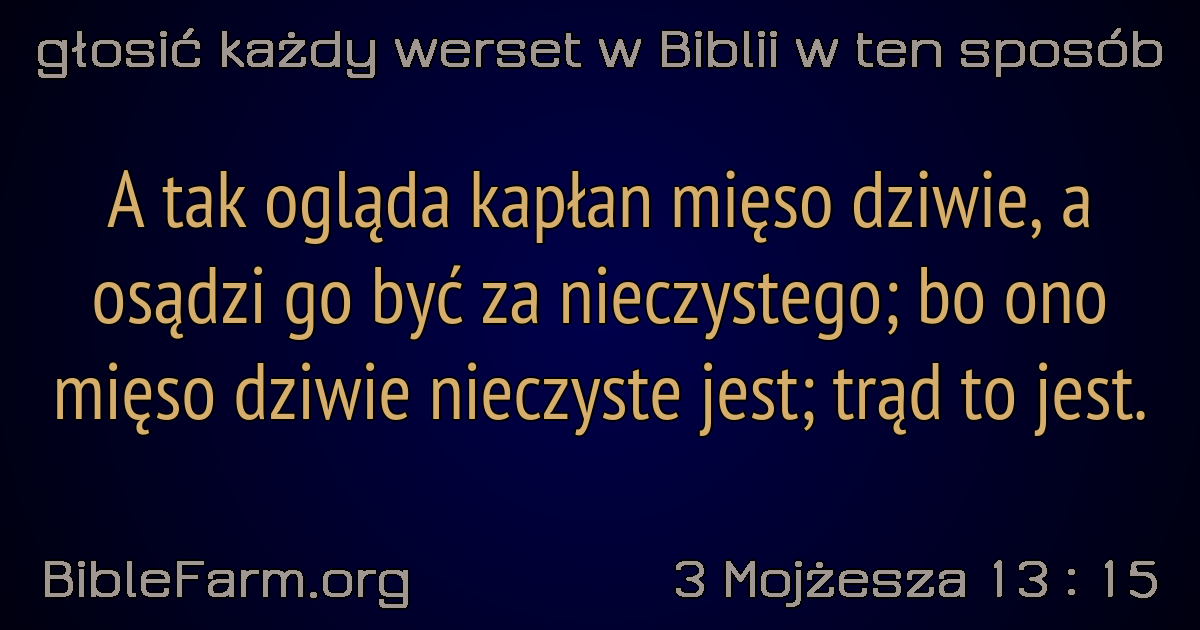 głosić każdy werset w Biblii w ten sposób
A tak ogląda kapłan mięso dziwie, a
osądzi go być za nieczystego; bo ono
mięso dziwie nieczyste jest; trąd to jest.
BibleFarm.org
3 Mojżesza 13 : 15